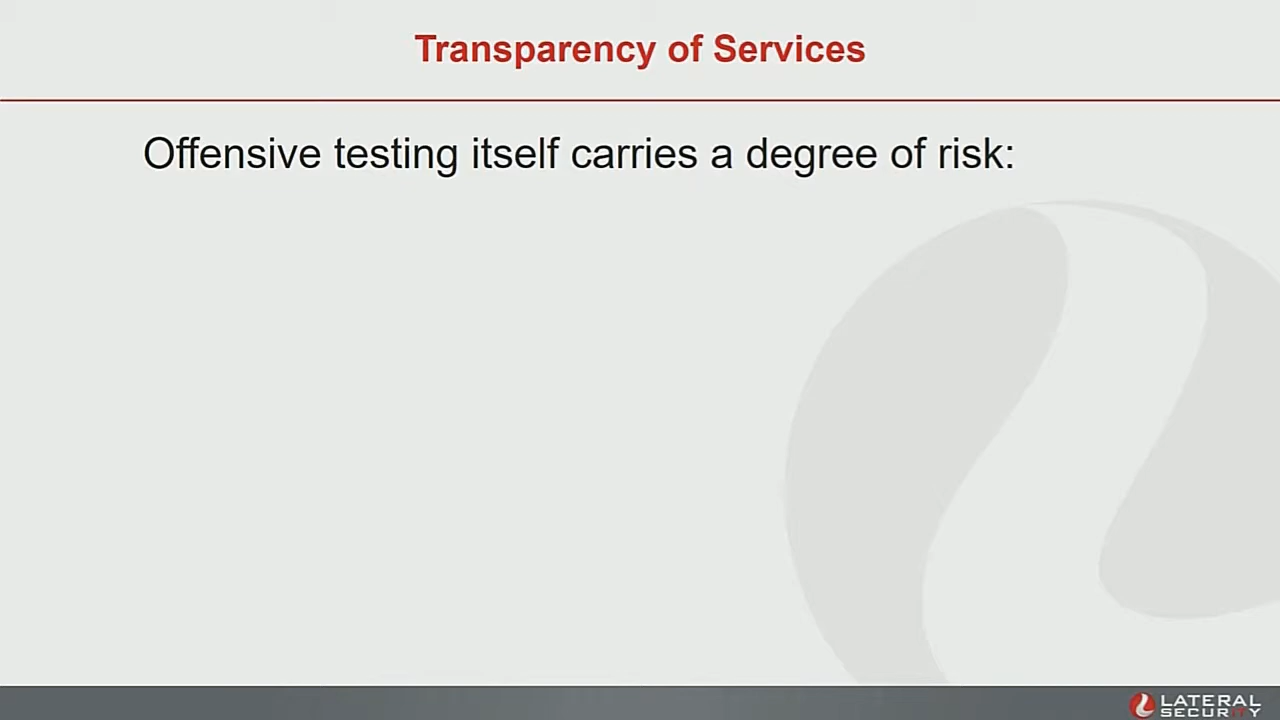 Transparency of Services
Offensive testing itself carries a degree of risk:
LATERAL
SECURITY